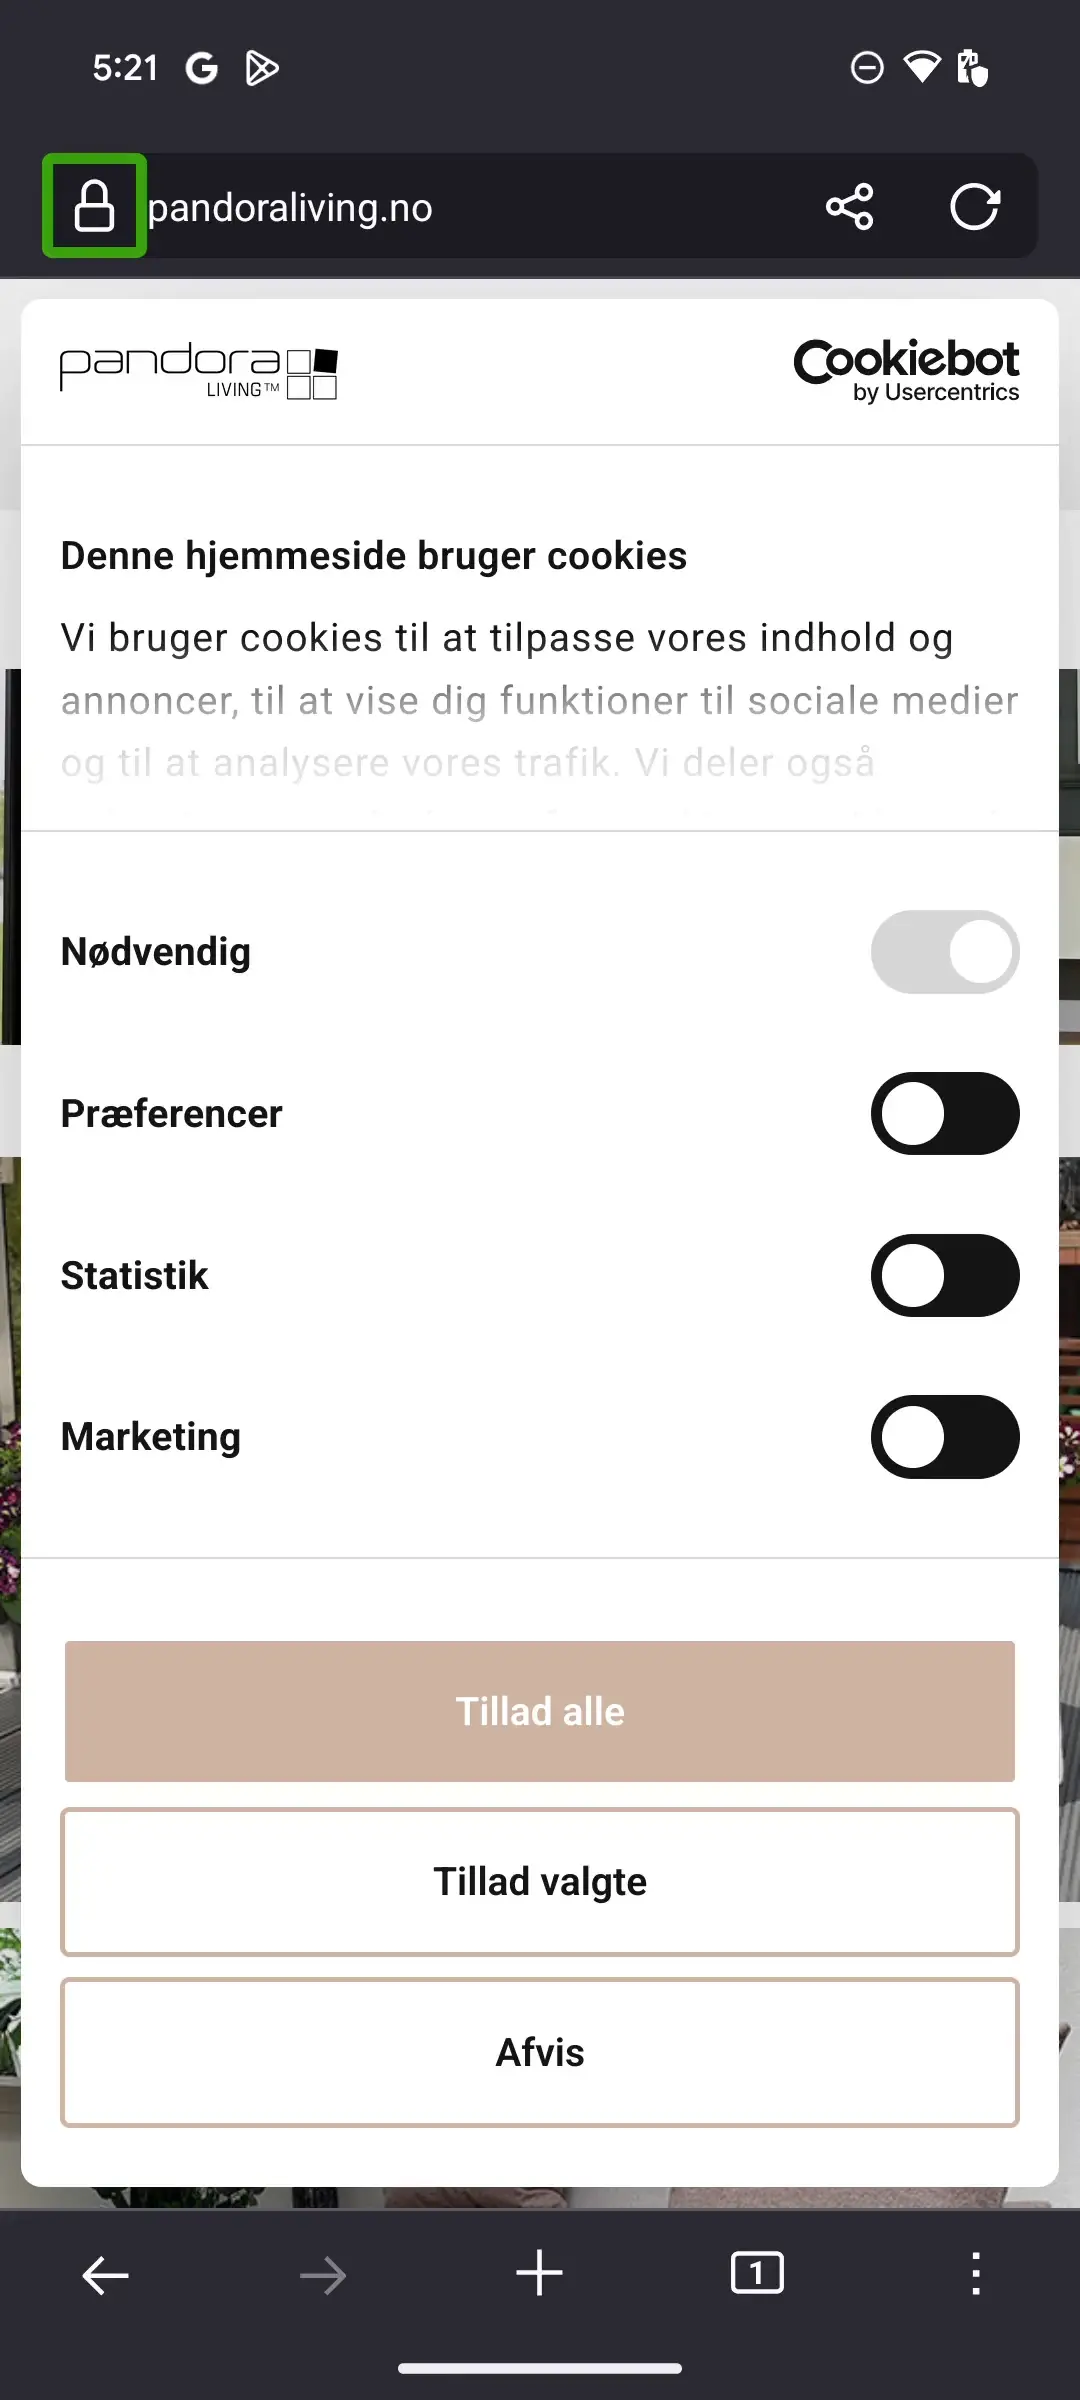 5:21
pandoraliving.no
pandora
LIVING™
Cookiebot
by Usercentrics
Denne hjemmeside bruger cookies
Vi bruger cookies til at tilpasse vores indhold og
annoncer, til at vise dig funktioner til sociale medier
og til at analysere vores trafik. Vi deler også
Nødvendig
Præferencer
Statistik
Marketing
Tillad alle
Tillad valgte
Afvis
1